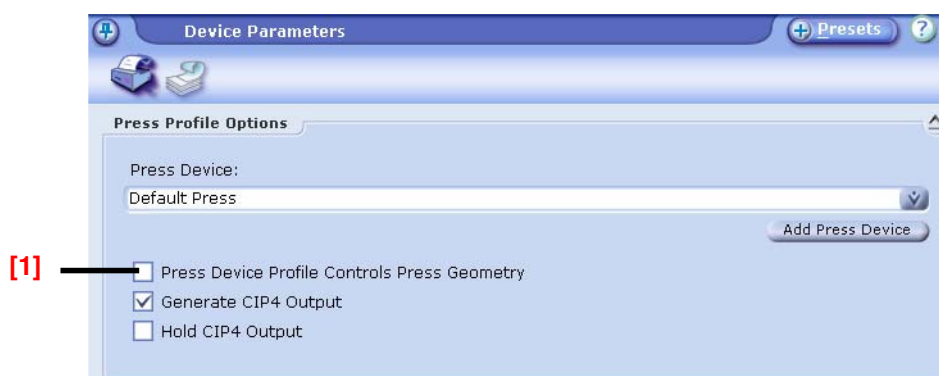 Device Parameters
Presets
?
Press Profile Options
Press Device:
Default Press
Add Press Device
[1]
Press Device Profile Controls Press Geometry
Generate CIP4 Output
Hold CIP4 Output